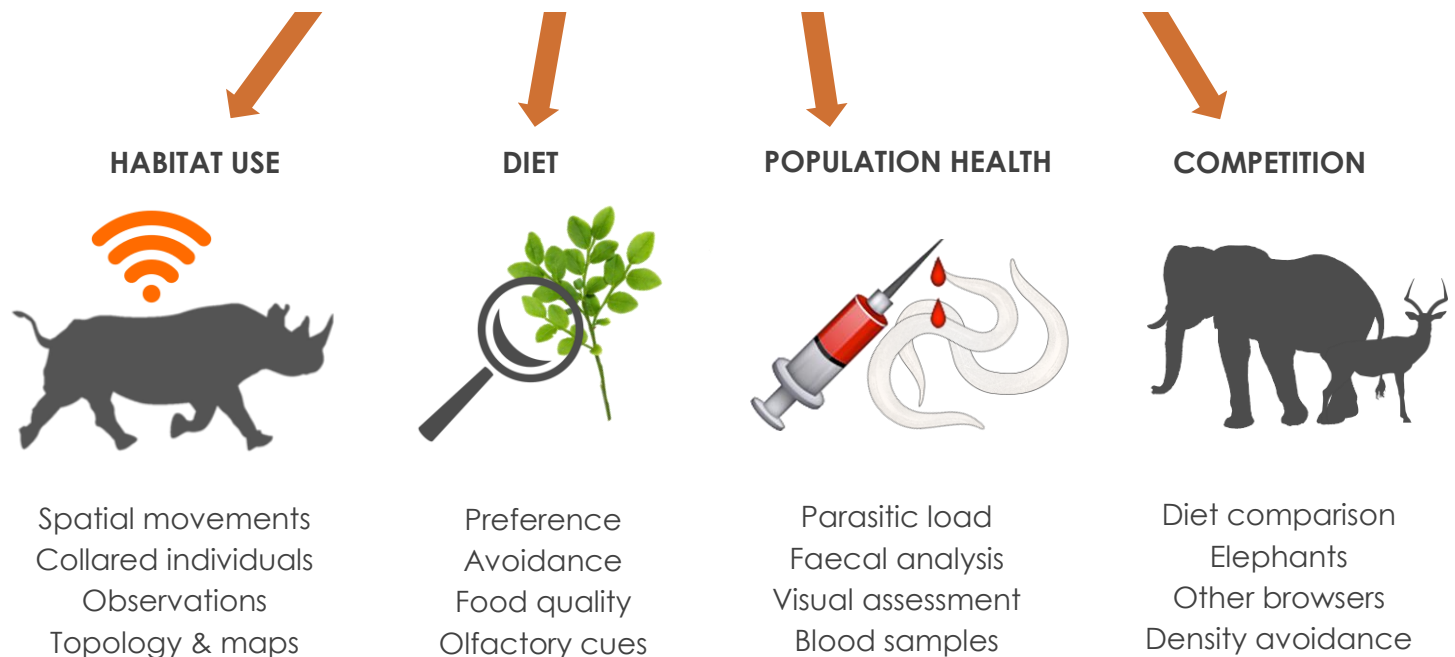 HABITAT USE
Spatial movements
Collared individuals
Observations
Topology & maps
DIET
Preference
Avoidance
Food quality
Olfactory cues
POPULATION HEALTH
Parasitic load
Faecal analysis
Visual assessment
Blood samples
COMPETITION
Diet comparison
Elephants
Other browsers
Density avoidance